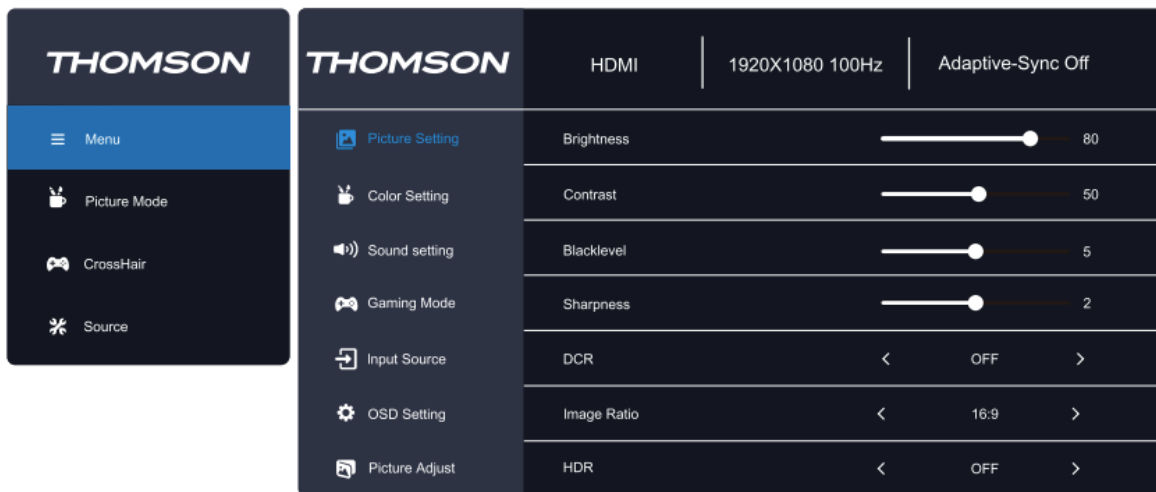 THOMSON
Menu
Picture Mode
CrossHair
Source
THOMSON HDMI 1920X1080 100Hz Adaptive-Sync Off
Picture Setting Brightness 80
Color Setting Contrast 50
Sound setting Blacklevel 5
Gaming Mode Sharpness 2
Input Source DCR < OFF >
OSD Setting Image Ratio < 16:9 >
Picture Adjust HDR < OFF >